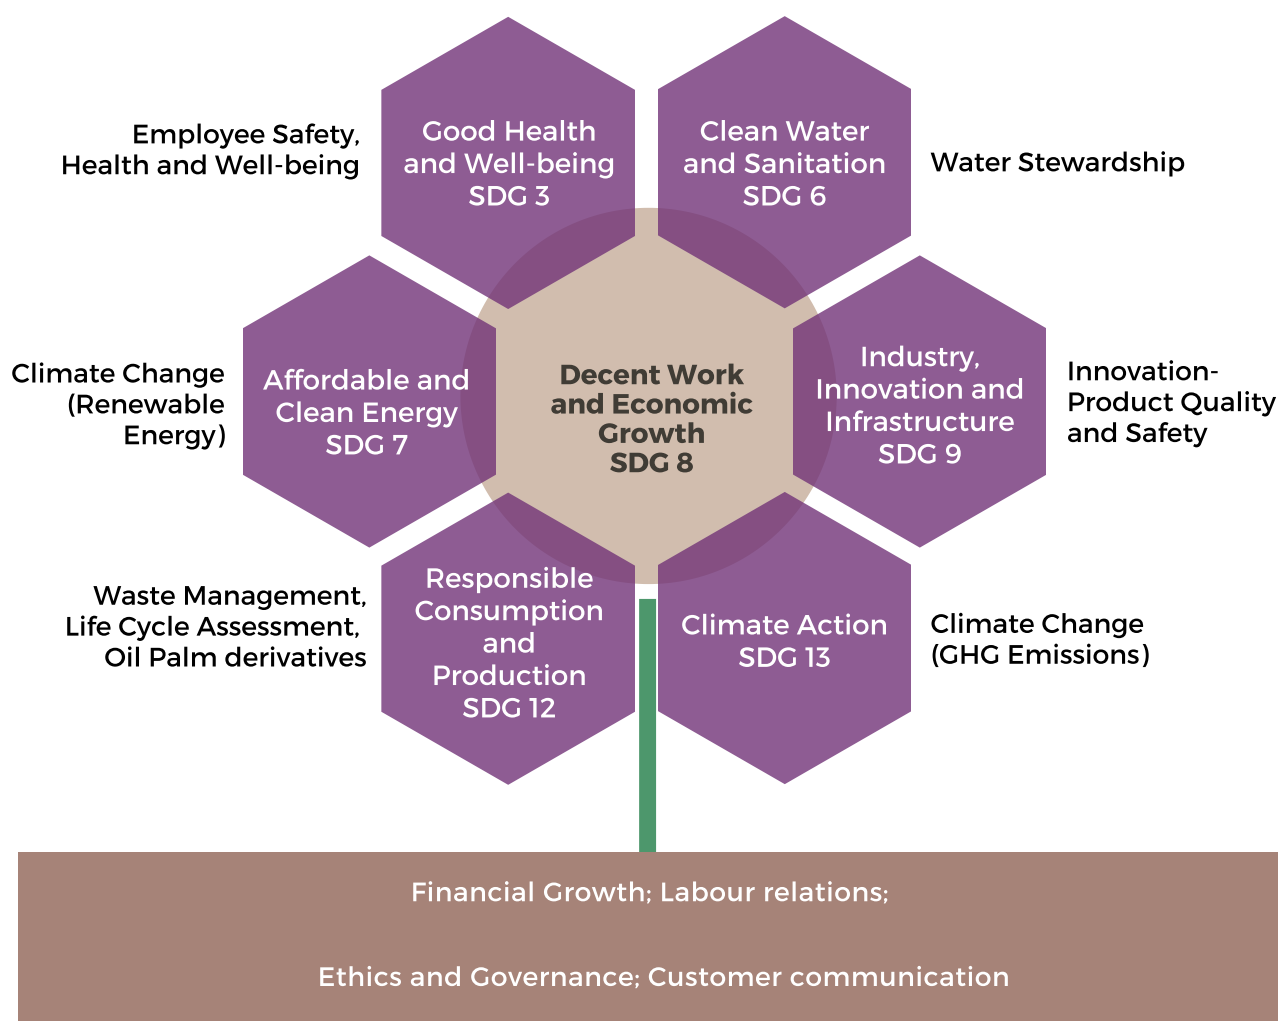 Employee Safety,
Health and Well-being
Good Health
and Well-being
SDG 3
Clean Water
and Sanitation
SDG 6
Water Stewardship
Climate Change
(Renewable
Energy)
Affordable and
Clean Energy
SDG 7
Decent Work
and Economic
Growth
SDG 8
Industry,
Innovation and
Infrastructure
SDG 9
Innovation-
Product Quality
and Safety
Waste Management,
Life Cycle Assessment,
Oil Palm derivatives
Responsible
Consumption
and
Production
SDG 12
Climate Action
SDG 13
Climate Change
(GHG Emissions)
Financial Growth; Labour relations;
Ethics and Governance; Customer communication